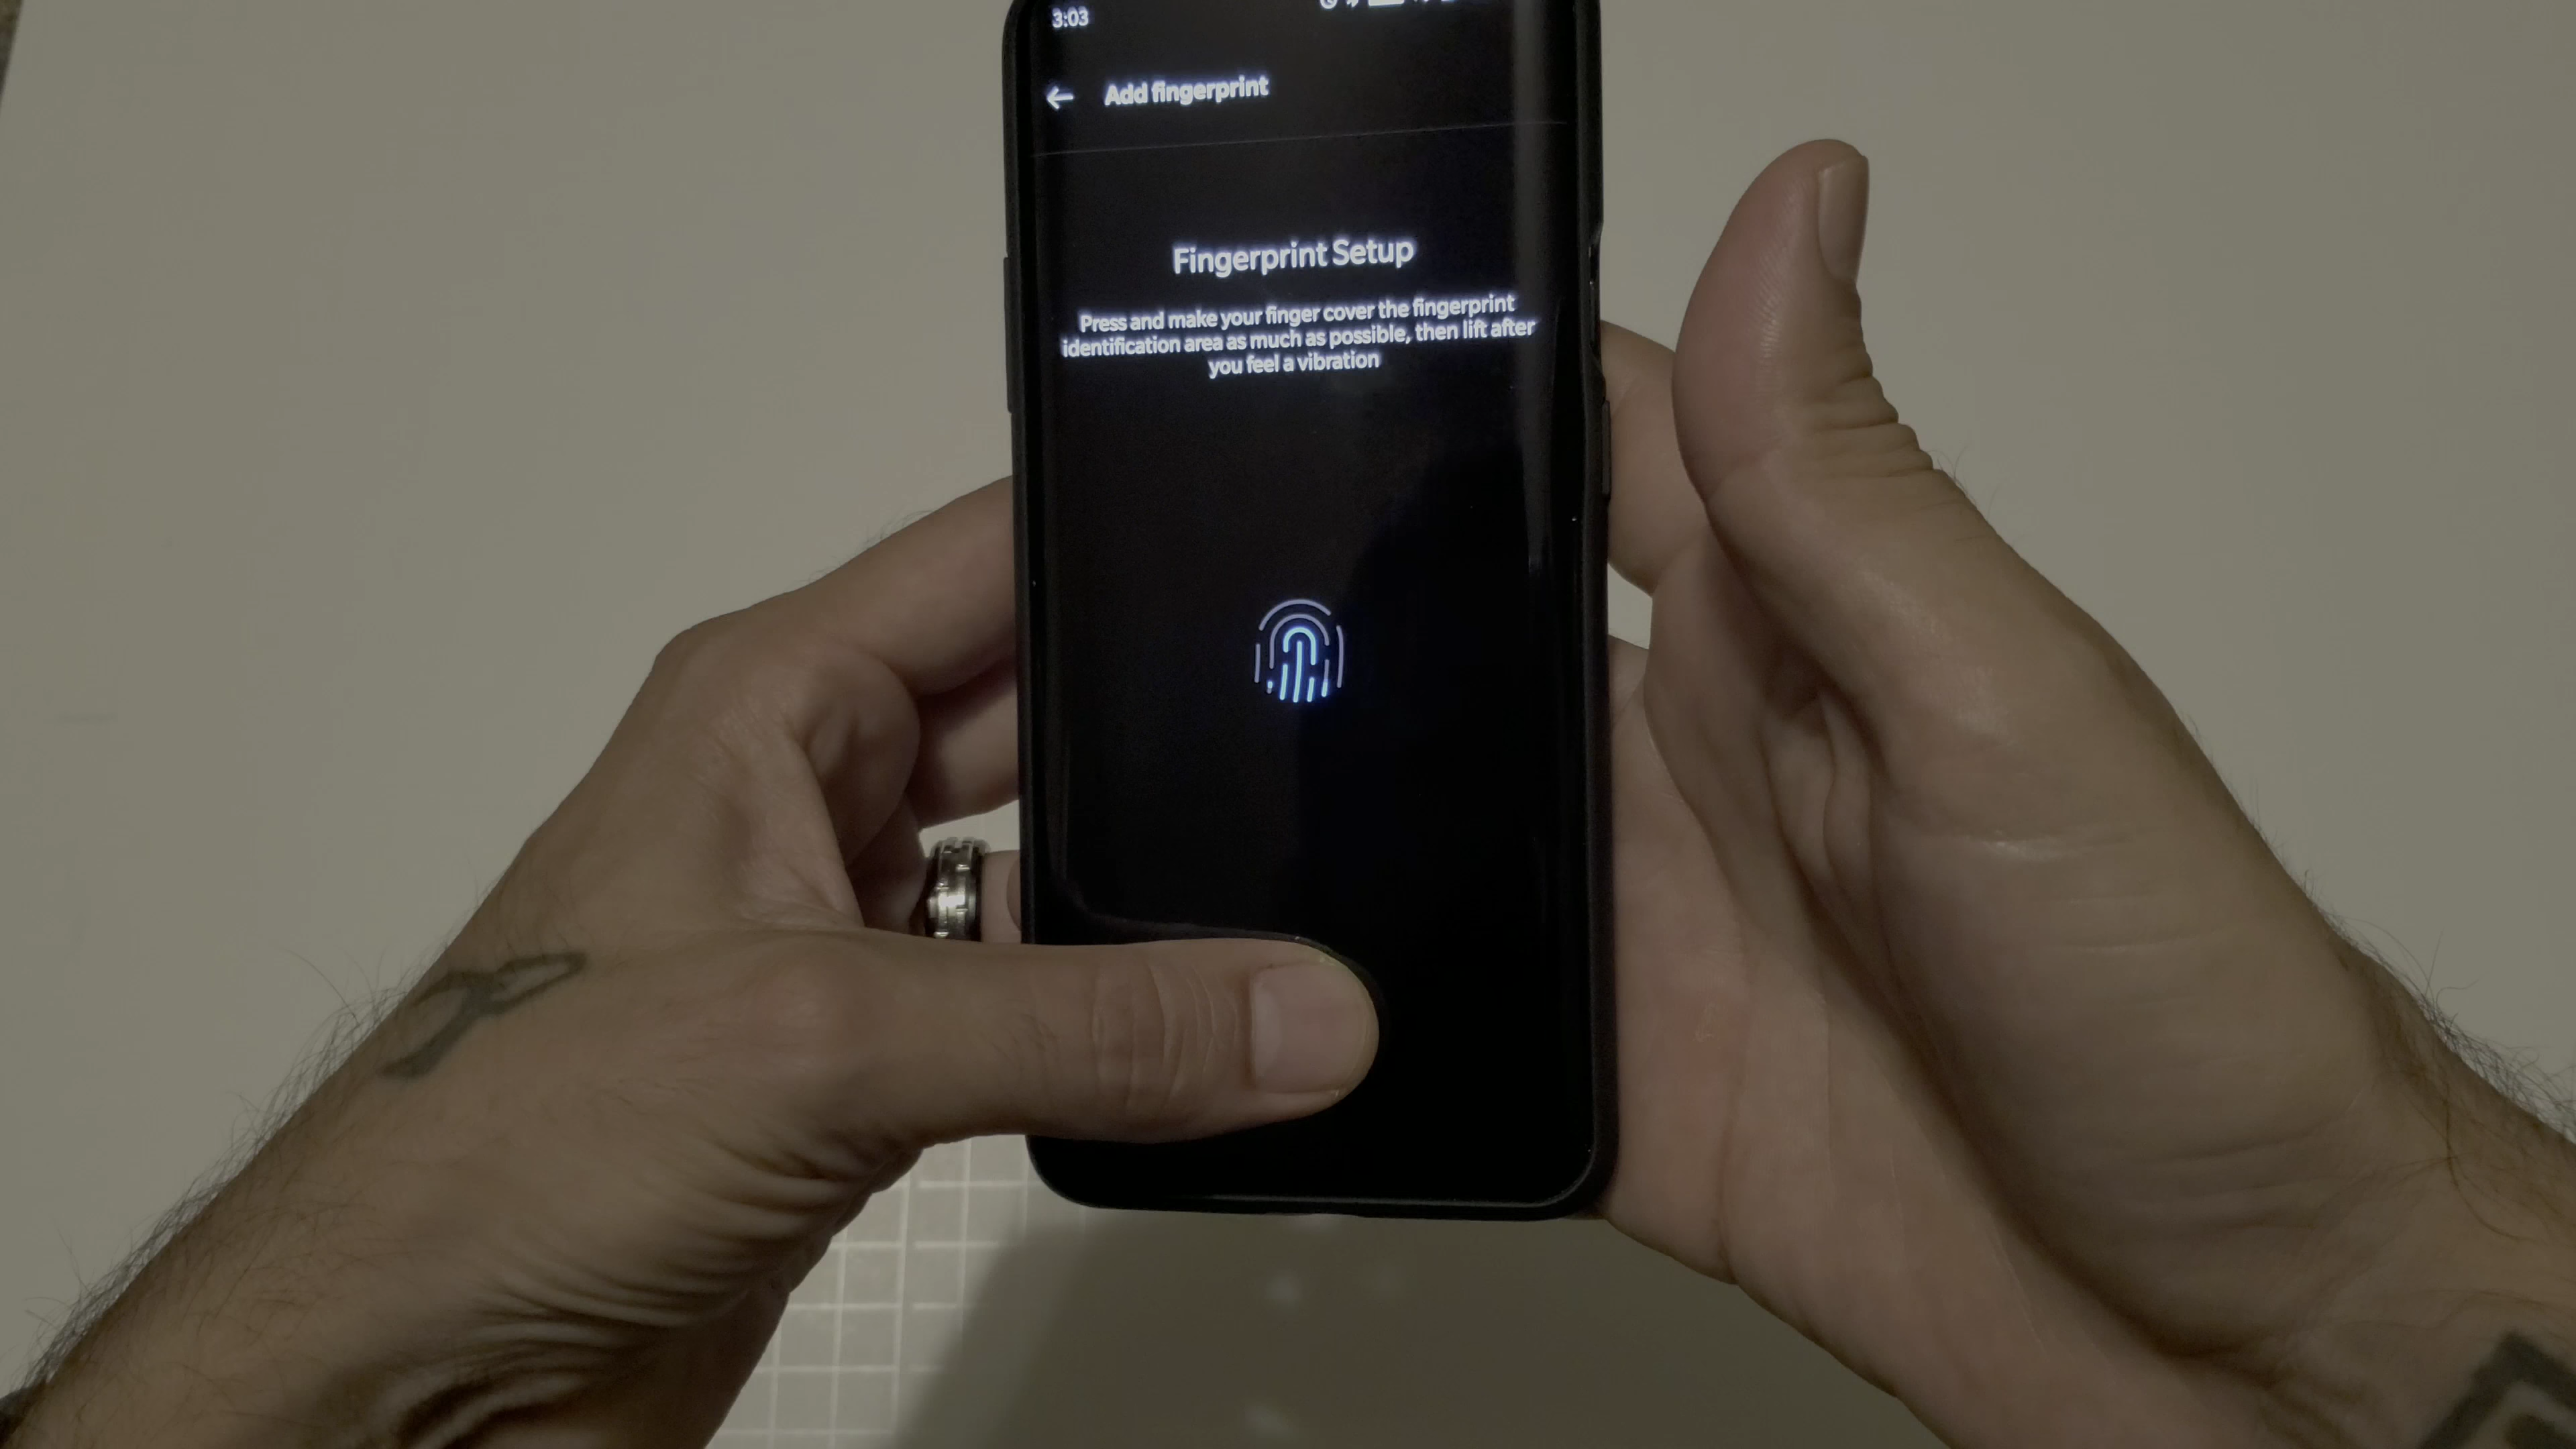 3:03
Add fingerprint
Fingerprint Setup
Press and make your finger cover the fingerprint
identification area as much as possible, then lift after
you feel a vibration